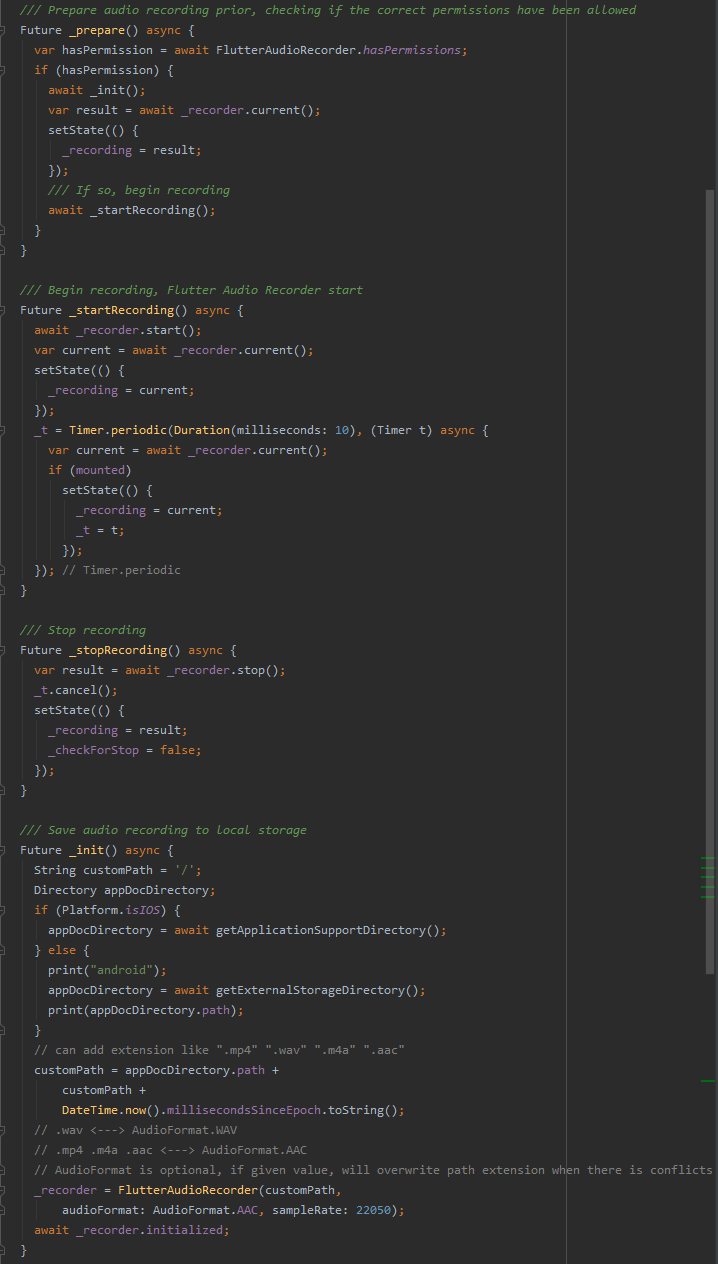 /// Prepare audio recording prior, checking if the correct permissions have been allowed
Future _prepare() async {
  var hasPermission = await FlutterAudioRecorder.hasPermissions;
  if (hasPermission) {
    await _init();
    var result = await _recorder.current();
    setState(() {
      _recording = result;
    });
    /// If so, begin recording
    await _startRecording();
  }
}

/// Begin recording, Flutter Audio Recorder start
Future _startRecording() async {
  await _recorder.start();
  var current = await _recorder.current();
  setState(() {
    _recording = current;
  });
  _t = Timer.periodic(Duration(milliseconds: 10), (Timer t) async {
    var current = await _recorder.current();
    if (mounted)
      setState(() {
        _recording = current;
        _t = t;
      });
  }); // Timer.periodic
}

/// Stop recording
Future _stopRecording() async {
  var result = await _recorder.stop();
  _t.cancel();
  setState(() {
    _recording = result;
    _checkForStop = false;
  });
}

/// Save audio recording to local storage
Future _init() async {
  String customPath = '/';
  Directory appDocDirectory;
  if (Platform.isIOS) {
    appDocDirectory = await getApplicationSupportDirectory();
  } else {
    print("android");
    appDocDirectory = await getExternalStorageDirectory();
    print(appDocDirectory.path);
  }
  // can add extension like ".mp4" ".wav" ".m4a" ".aac"
  customPath = appDocDirectory.path +
      customPath +
      DateTime.now().millisecondsSinceEpoch.toString();
  // .wav <---> AudioFormat.WAV
  // .mp4 .m4a .aac <---> AudioFormat.AAC
  // AudioFormat is optional, if given value, will overwrite path extension when there is conflicts
  _recorder = FlutterAudioRecorder(customPath,
      audioFormat: AudioFormat.AAC, sampleRate: 22050);
  await _recorder.initialized;
}